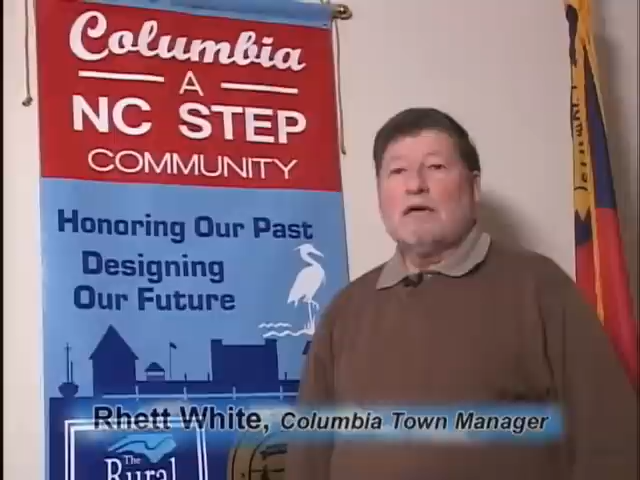 Columbia
A
NC STEP
COMMUNITY
Honoring Our Past
Designing
Our Future
Rhett White, Columbia Town Manager
The
Rural